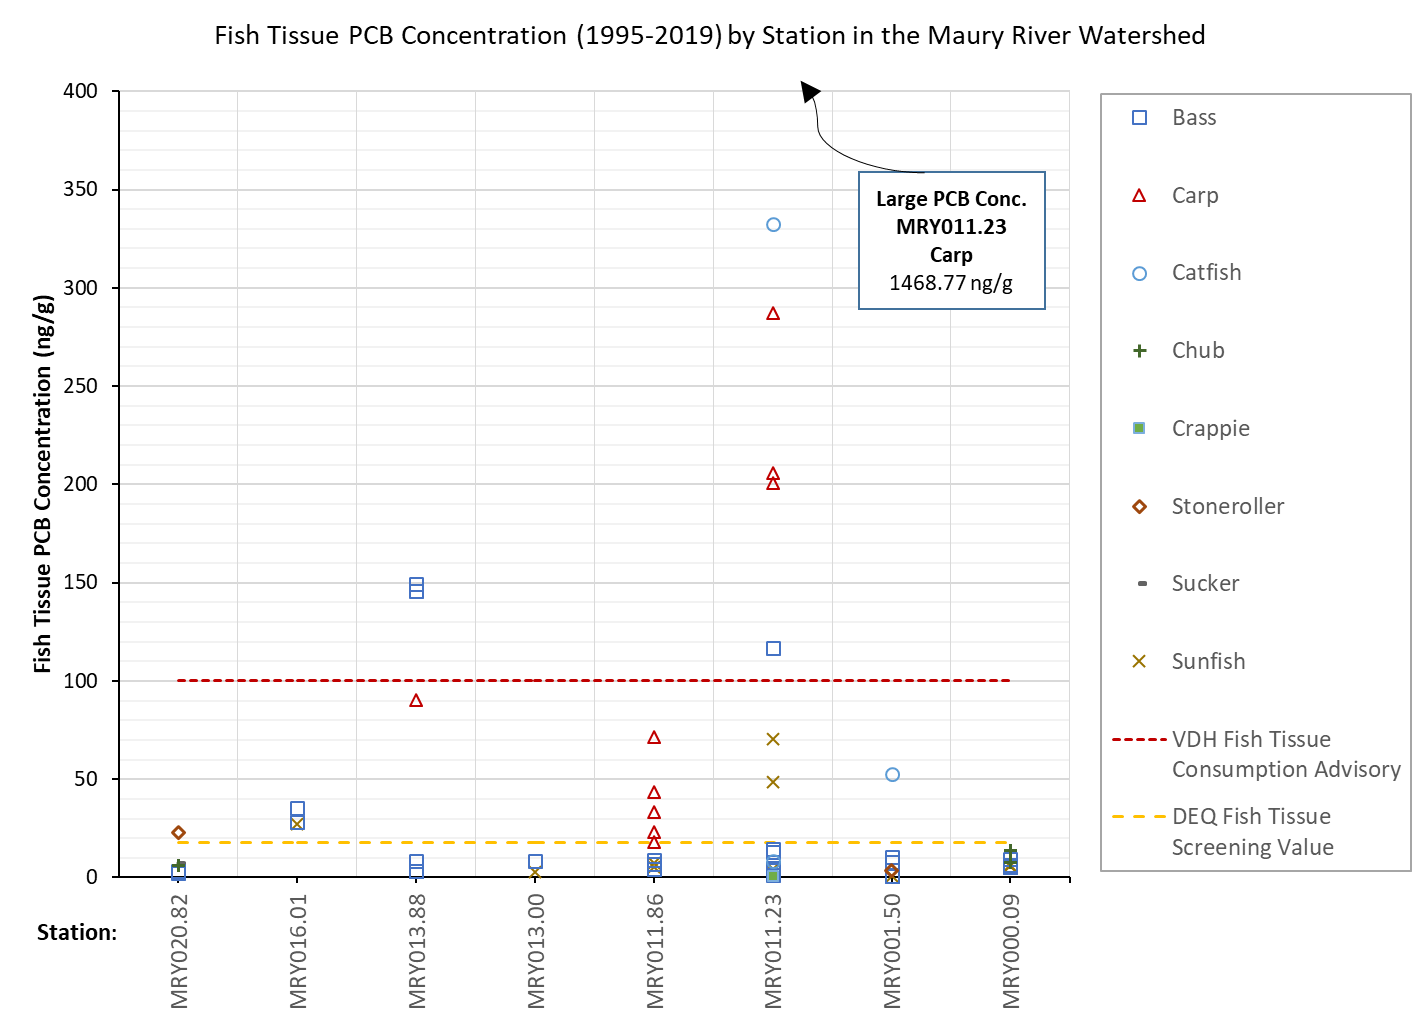 Fish Tissue PCB Concentration (1995-2019) by Station in the Maury River Watershed
Fish Tissue PCB Concentration (ng/g)
400
350
300
250
200
150
100
50
0
Large PCB Conc.
MRY011.23
Carp
1468.77 ng/g
Station:
MRY020.82
MRY016.01
MRY013.88
MRY013.00
MRY011.86
MRY011.23
MRY001.50
MRY000.09
Bass
Carp
Catfish
Chub
Crappie
Stoneroller
Sucker
Sunfish
VDH Fish Tissue
Consumption Advisory
DEQ Fish Tissue
Screening Value